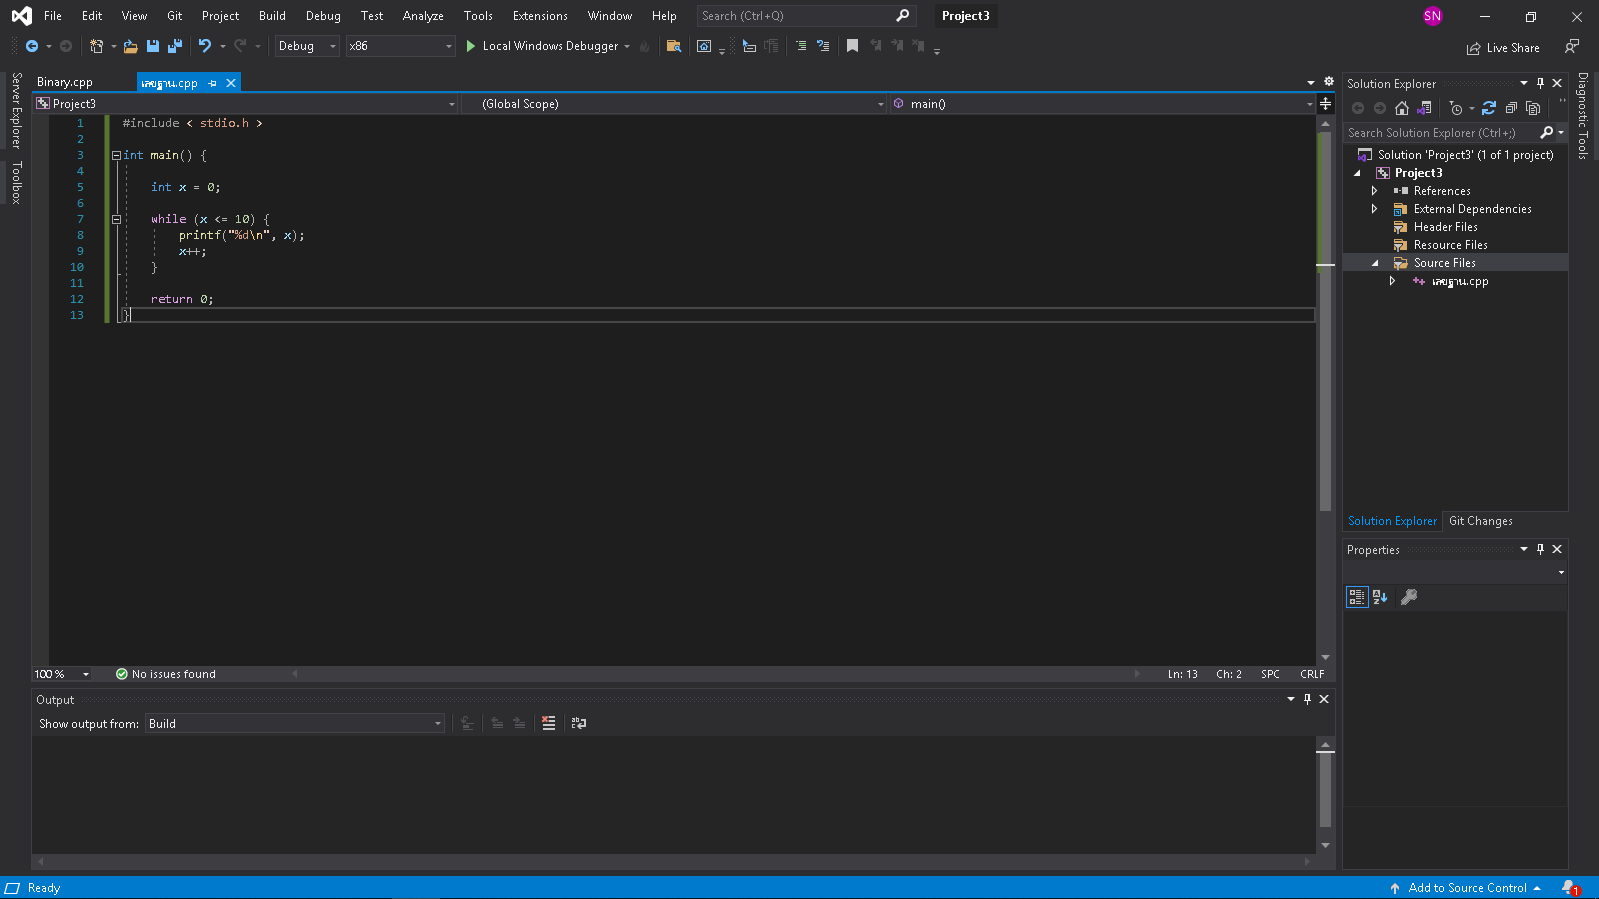 File Edit View Git Project Build Debug Test Analyze Tools Extensions Window Help Search (Ctrl+Q) Project3 SN
Debug x86 Local Windows Debugger Live Share
Server Explorer
Toolbox
Binary.cpp เลขฐาน.cpp
Project3 (Global Scope) main()
1 #include < stdio.h >
2
3 int main() {
4
5 int x = 0;
6
7 while (x <= 10) {
8 printf("%d\n", x);
9 x++;
10 }
11
12 return 0;
13 }
100 % No issues found Ln: 13 Ch: 2 SPC CRLF
Output
Show output from: Build
Solution Explorer
Search Solution Explorer (Ctrl+;)
Solution 'Project3' (1 of 1 project)
Project3
References
External Dependencies
Header Files
Resource Files
Source Files
เลขฐาน.cpp
Solution Explorer Git Changes
Properties
Diagnostic Tools
Ready Add to Source Control 1